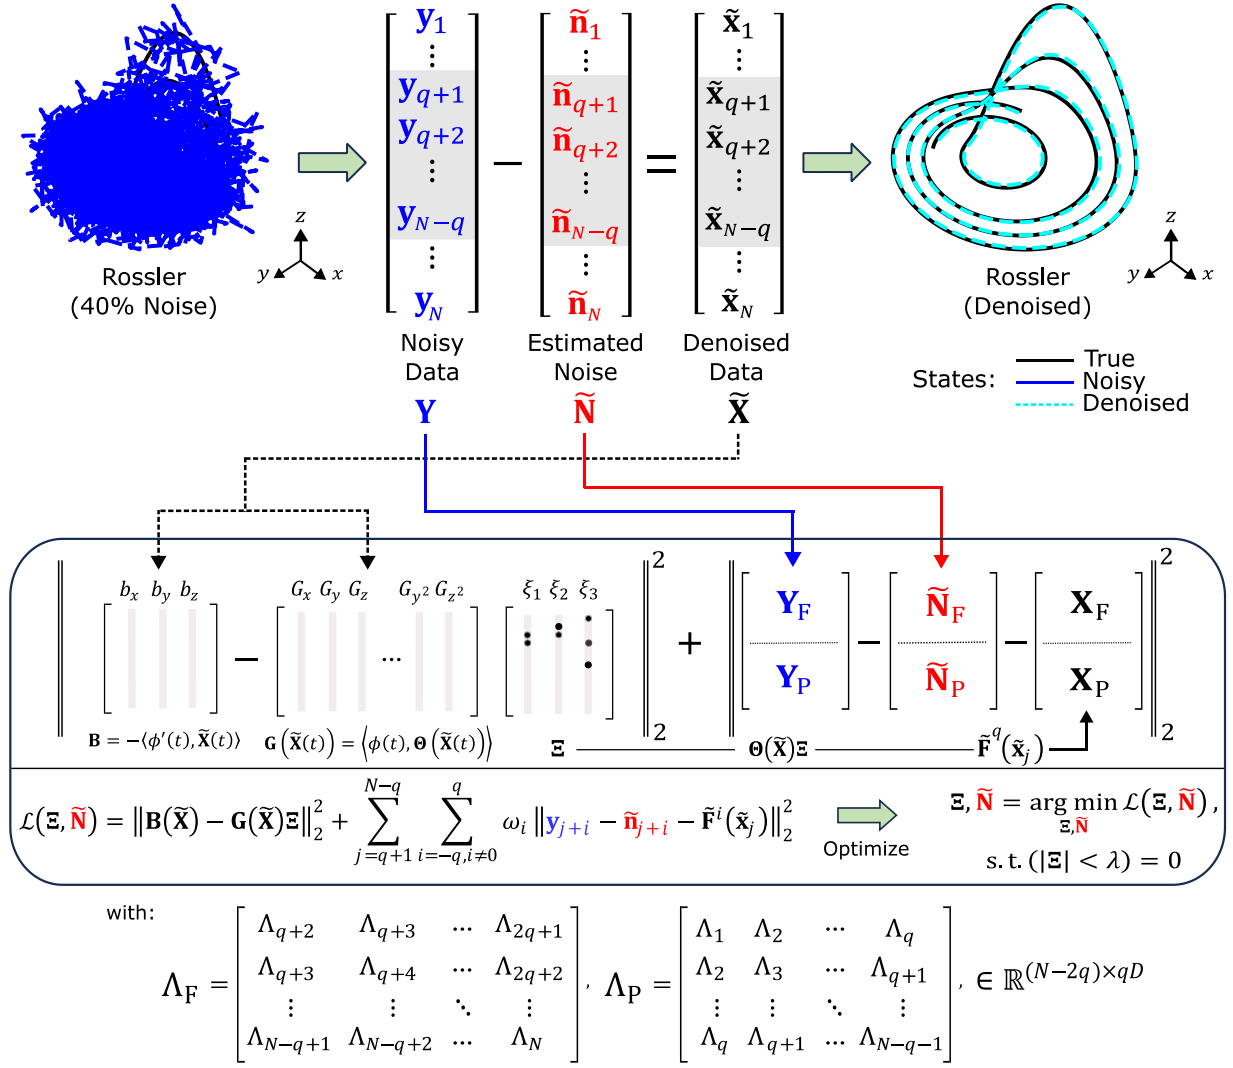 𝐲₁ ⋮ 𝐲_{q+1} 𝐲_{q+2} ⋮ 𝐲_{N−q} ⋮ 𝐲_N
−
ñ₁ ⋮ ñ_{q+1} ñ_{q+2} ⋮ ñ_{N−q} ⋮ ñ_N
=
x̃₁ ⋮ x̃_{q+1} x̃_{q+2} ⋮ x̃_{N−q} ⋮ x̃_N
Rossler
(40% Noise)
z
y x
Noisy
Data
Y
Estimated
Noise
Ñ
Denoised
Data
X̃
Rossler
(Denoised)
z
y x
States:
True
Noisy
Denoised
b_x b_y b_z
−
G_x G_y G_z G_{y²} G_{z²}
...
ξ₁ ξ₂ ξ₃
2
2
+
Y_F
Y_P
−
Ñ_F
Ñ_P
−
X_F
X_P
2
2
B = −⟨ϕ′(t), X̃(t)⟩
G(X̃(t)) = ⟨ϕ(t), Θ(X̃(t))⟩
Ξ
Θ(X̃)Ξ
F̃^q(x̃_j)
ℒ(Ξ, Ñ) = ‖B(X̃) − G(X̃)Ξ‖₂² + ∑_{j=q+1}^{N−q} ∑_{i=−q,i≠0}^{q} ω_i ‖y_{j+i} − ñ_{j+i} − F̃^i(x̃_j)‖₂²
Optimize
Ξ, Ñ = arg min_{Ξ,Ñ} ℒ(Ξ, Ñ) ,
s. t. (|Ξ| < λ) = 0
with:
Λ_F =
Λ_{q+2} Λ_{q+3} ... Λ_{2q+1}
Λ_{q+3} Λ_{q+4} ... Λ_{2q+2}
⋮ ⋮ ⋱ ⋮
Λ_{N−q+1} Λ_{N−q+2} ... Λ_N
,
Λ_P =
Λ₁ Λ₂ ... Λ_q
Λ₂ Λ₃ ... Λ_{q+1}
⋮ ⋮ ⋱ ⋮
Λ_q Λ_{q+1} ... Λ_{N−q−1}
, ∈ ℝ^{(N−2q)×qD}